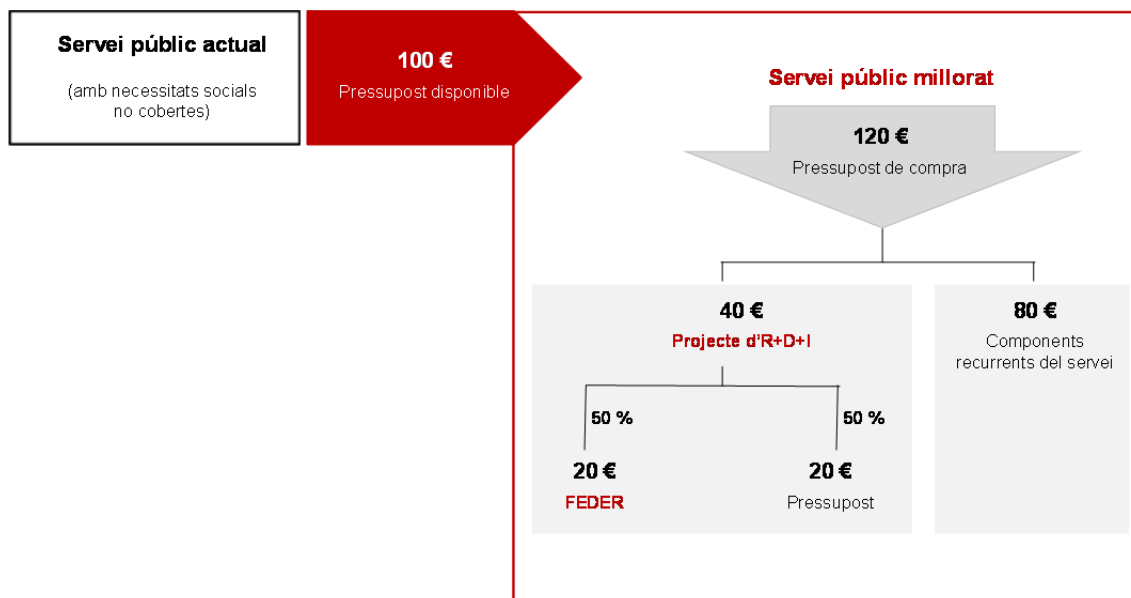 Servei públic actual
(amb necessitats socials
no cobertes)
100 €
Pressupost disponible
Servei públic millorat
120 €
Pressupost de compra
40 €
Projecte d'R+D+I
80 €
Components
recurrents del servei
50 %
50 %
20 €
FEDER
20 €
Pressupost